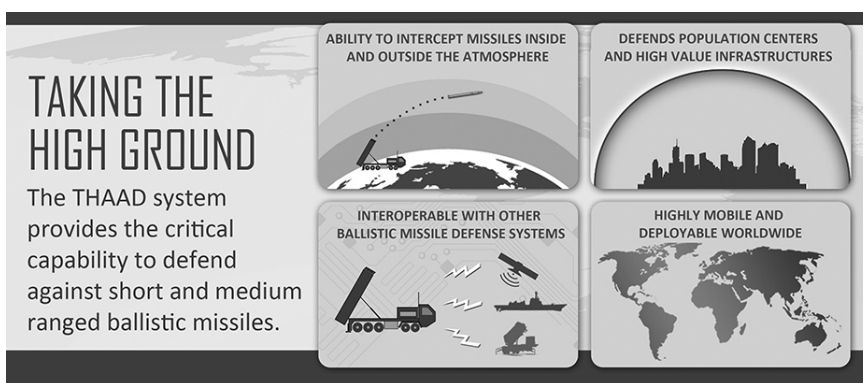 TAKING THE
HIGH GROUND
The THAAD system
provides the critical
capability to defend
against short and medium
ranged ballistic missiles.
ABILITY TO INTERCEPT MISSILES INSIDE
AND OUTSIDE THE ATMOSPHERE
DEFENDS POPULATION CENTERS
AND HIGH VALUE INFRASTRUCTURES
INTEROPERABLE WITH OTHER
BALLISTIC MISSILE DEFENSE SYSTEMS
HIGHLY MOBILE AND
DEPLOYABLE WORLDWIDE